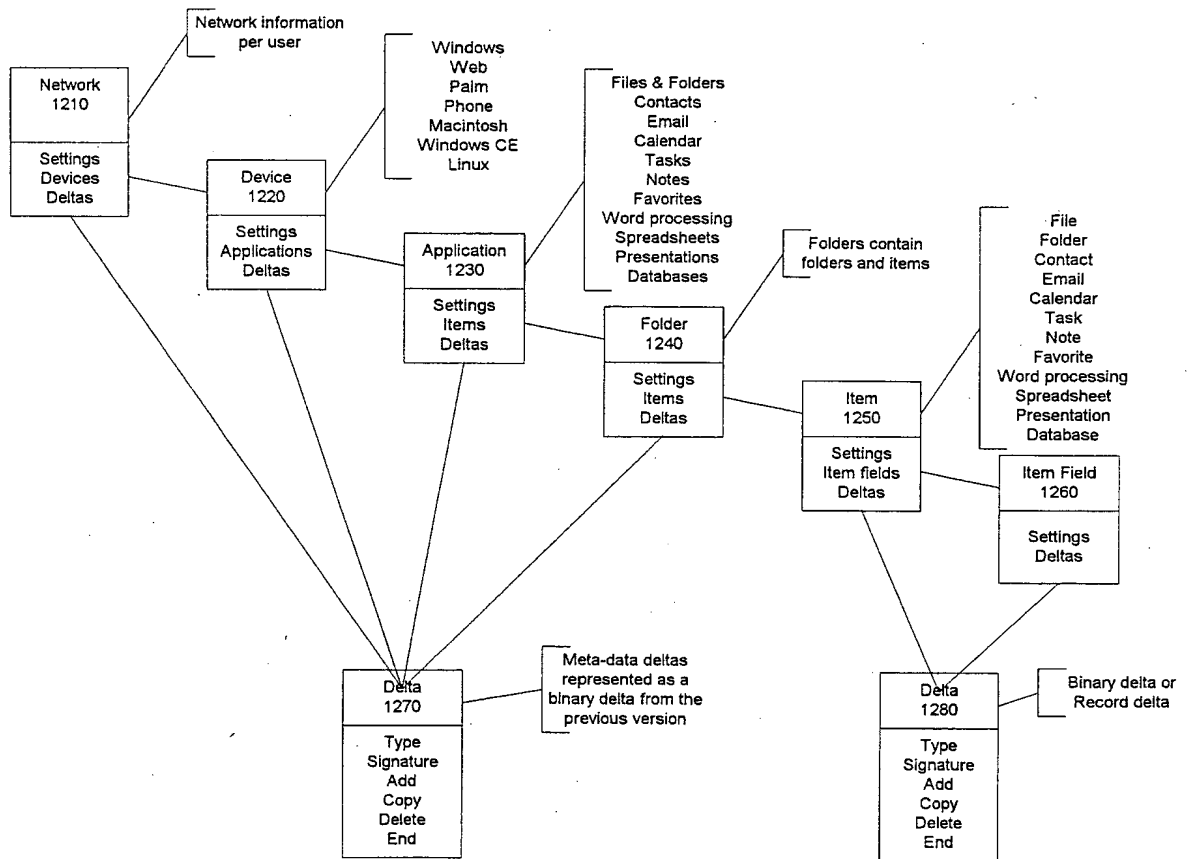 Network information
per user
Network
1210
Settings
Devices
Deltas
Windows
Web
Palm
Phone
Macintosh
Windows CE
Linux
Device
1220
Settings
Applications
Deltas
Files & Folders
Contacts
Email
Calendar
Tasks
Notes
Favorites
Word processing
Spreadsheets
Presentations
Databases
Application
1230
Settings
Items
Deltas
Folders contain
folders and items
Folder
1240
Settings
Items
Deltas
File
Folder
Contact
Email
Calendar
Task
Note
Favorite
Word processing
Spreadsheet
Presentation
Database
Item
1250
Settings
Item fields
Deltas
Item Field
1260
Settings
Deltas
Delta
1270
Type
Signature
Add
Copy
Delete
End
Meta-data deltas
represented as a
binary delta from the
previous version
Delta
1280
Type
Signature
Add
Copy
Delete
End
Binary delta or
Record delta